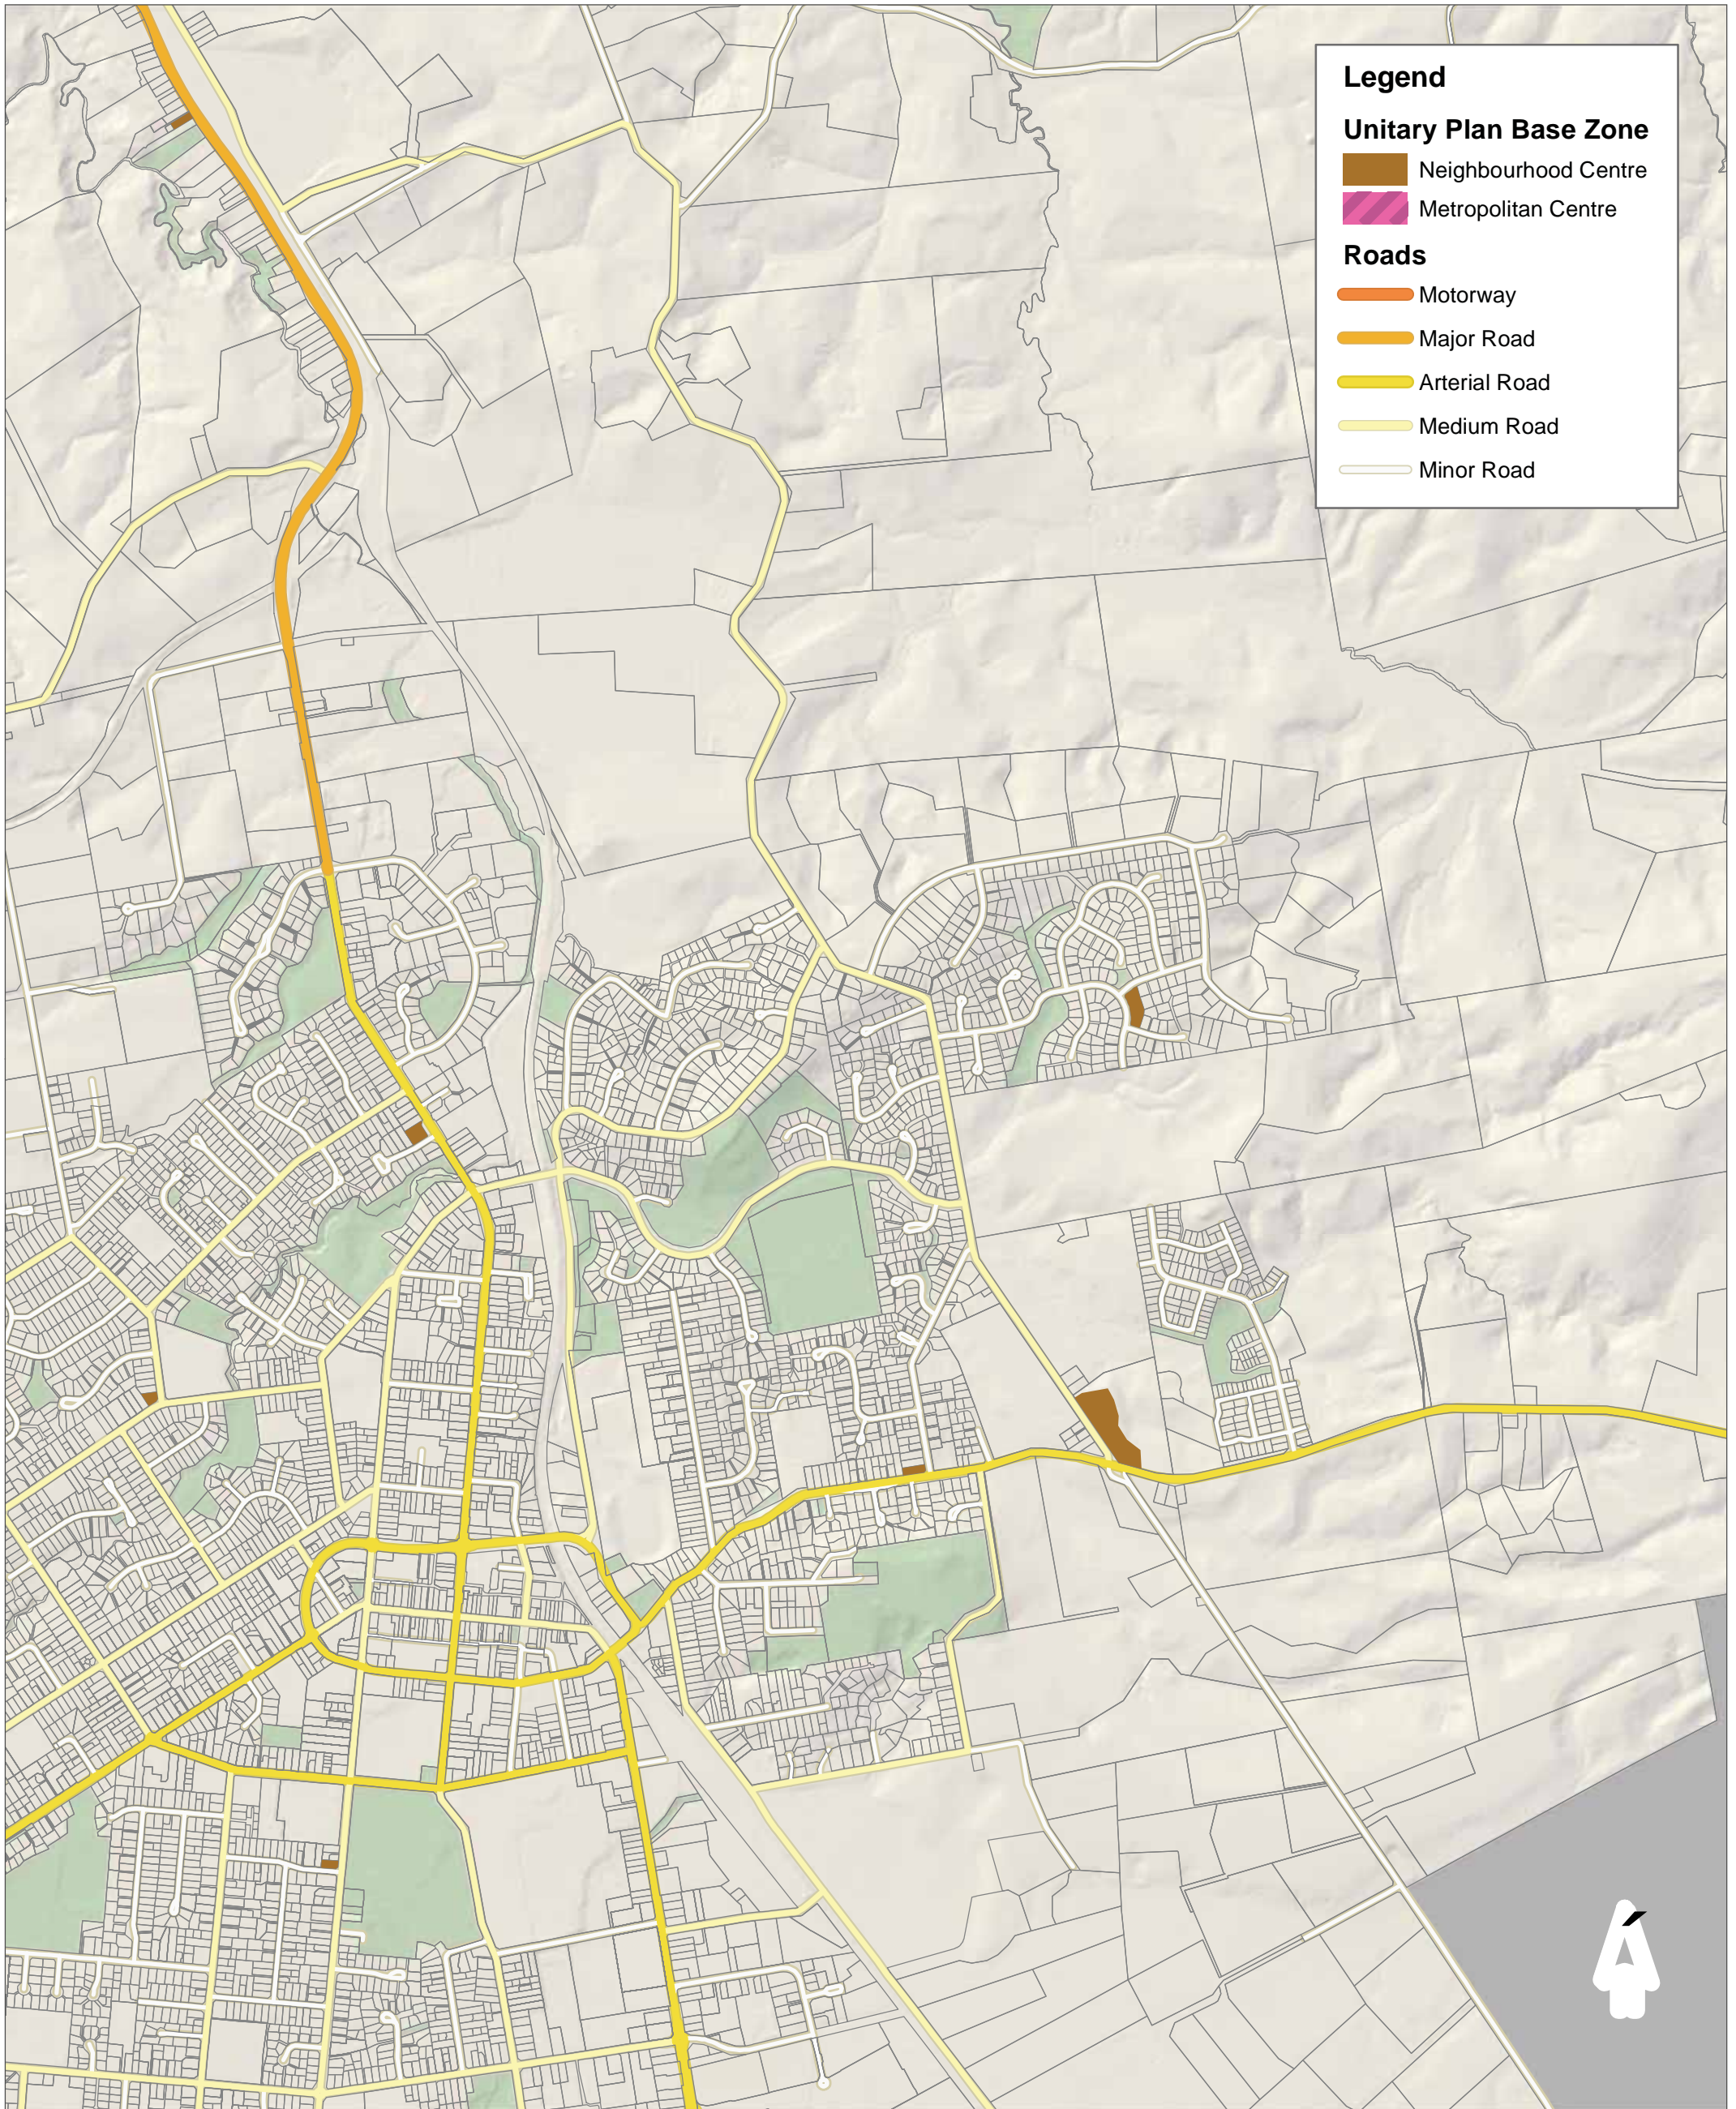 Legend
Unitary Plan Base Zone
Neighbourhood Centre
Metropolitan Centre
Roads
Motorway
Major Road
Arterial Road
Medium Road
Minor Road